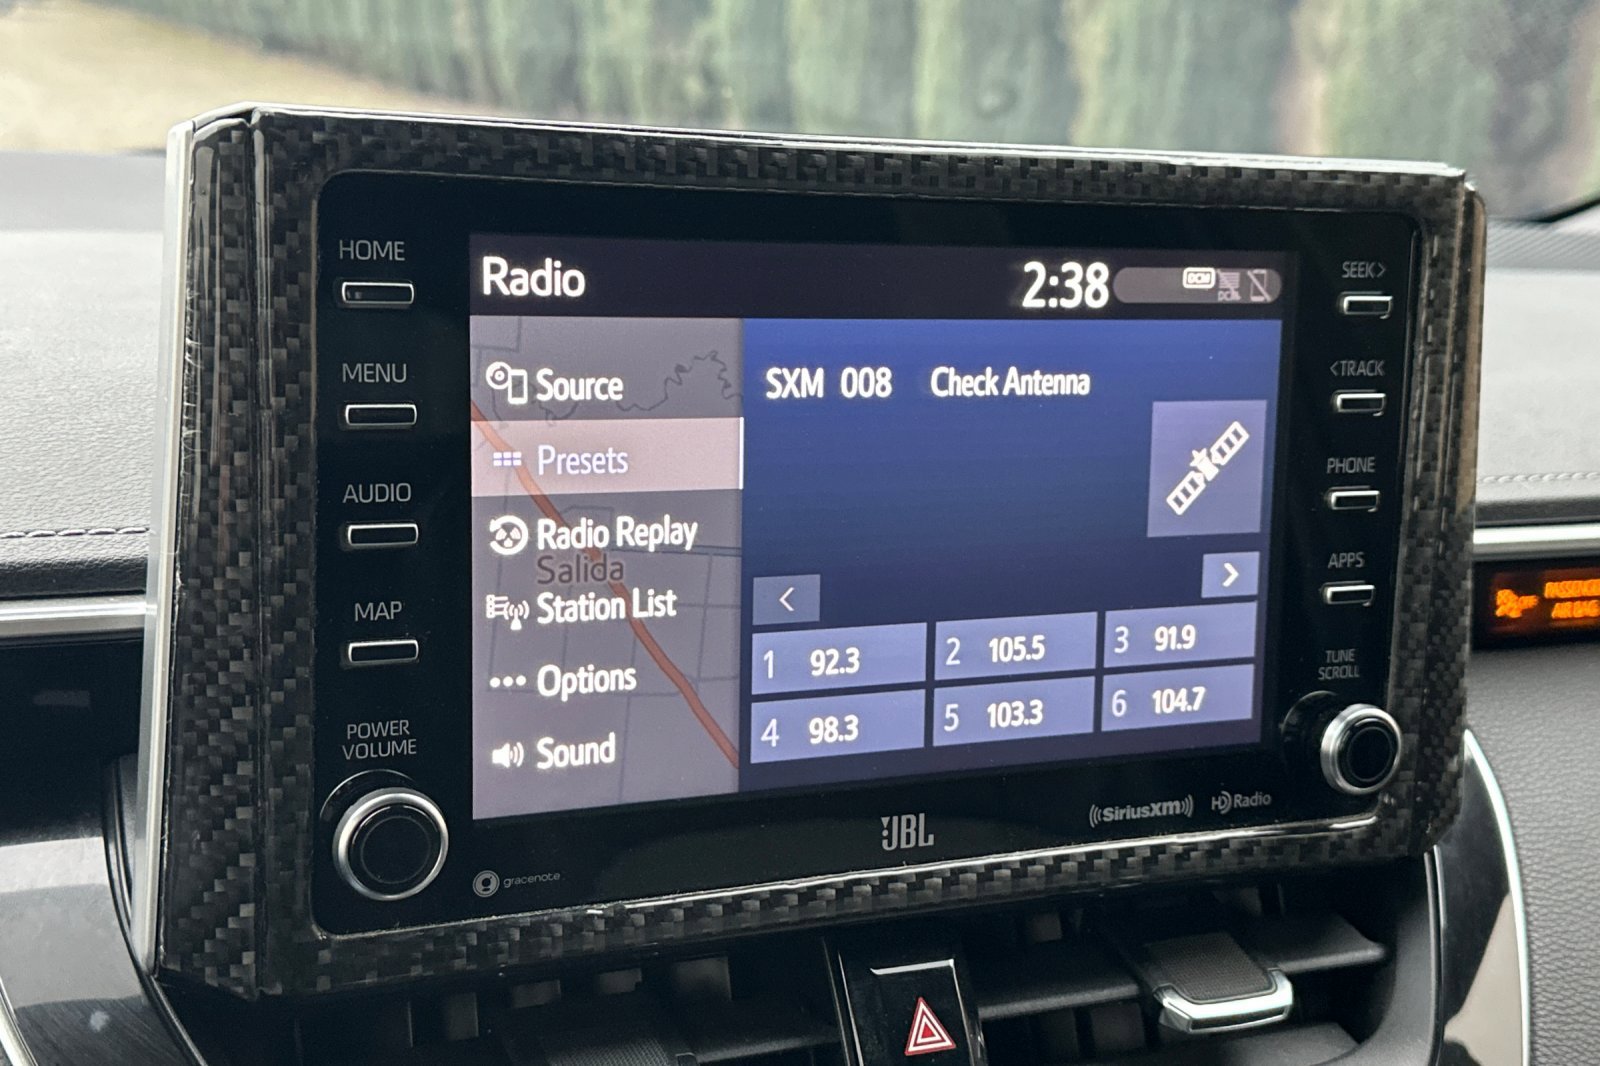 HOME
MENU
AUDIO
MAP
POWER
VOLUME
Radio
2:38
DCM
Source
Presets
Radio Replay
Salida
Station List
Options
Sound
SXM 008 Check Antenna
<
>
1 92.3
2 105.5
3 91.9
4 98.3
5 103.3
6 104.7
SEEK>
<TRACK
PHONE
APPS
TUNE
SCROLL
gracenote
JBL
((SiriusXM))
HD Radio